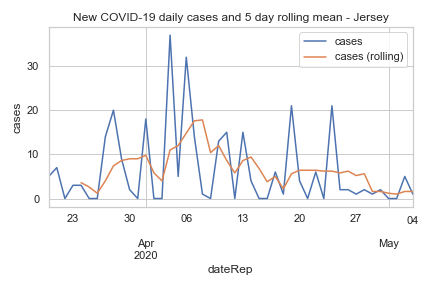 New COVID-19 daily cases and 5 day rolling mean - Jersey
cases
cases (rolling)
cases
30
20
10
0
23
30
06
13
20
27
04
Apr
2020
May
dateRep